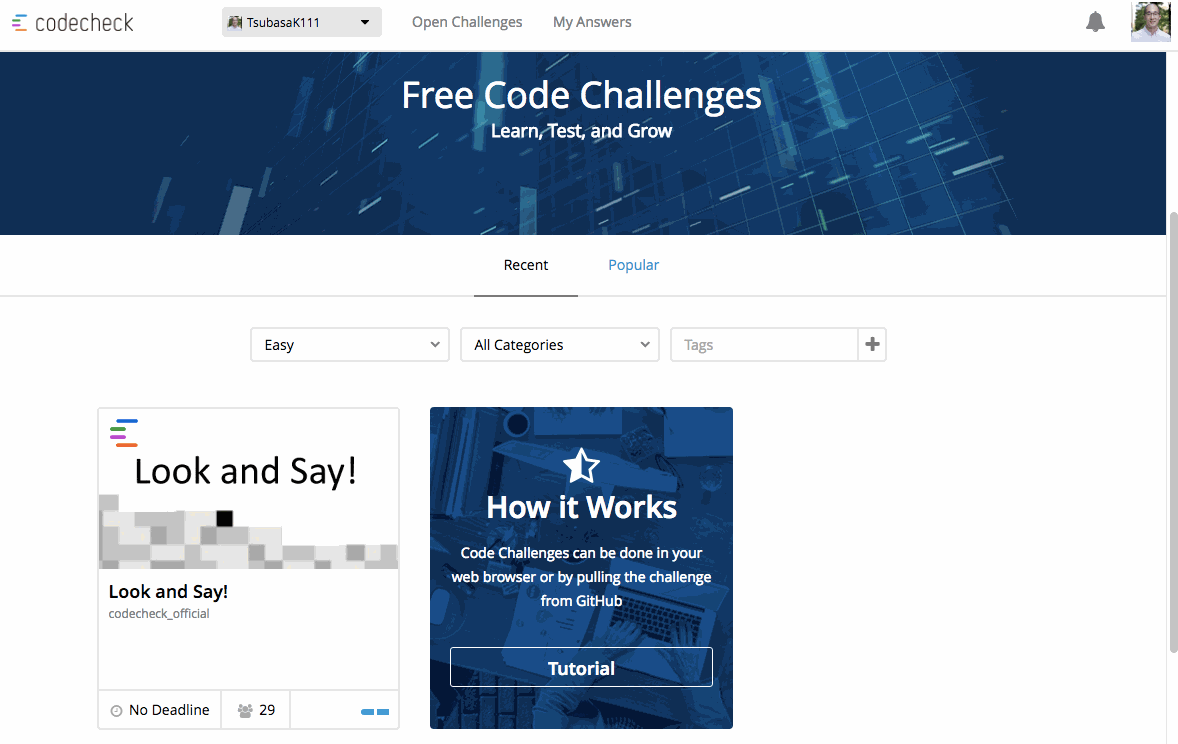 codecheck
TsubasaK111
Open Challenges
My Answers
Free Code Challenges
Learn, Test, and Grow
Recent
Popular
Easy
All Categories
Tags
Look and Say!
Look and Say!
codecheck_official
No Deadline
29
How it Works
Code Challenges can be done in your
web browser or by pulling the challenge
from GitHub
Tutorial